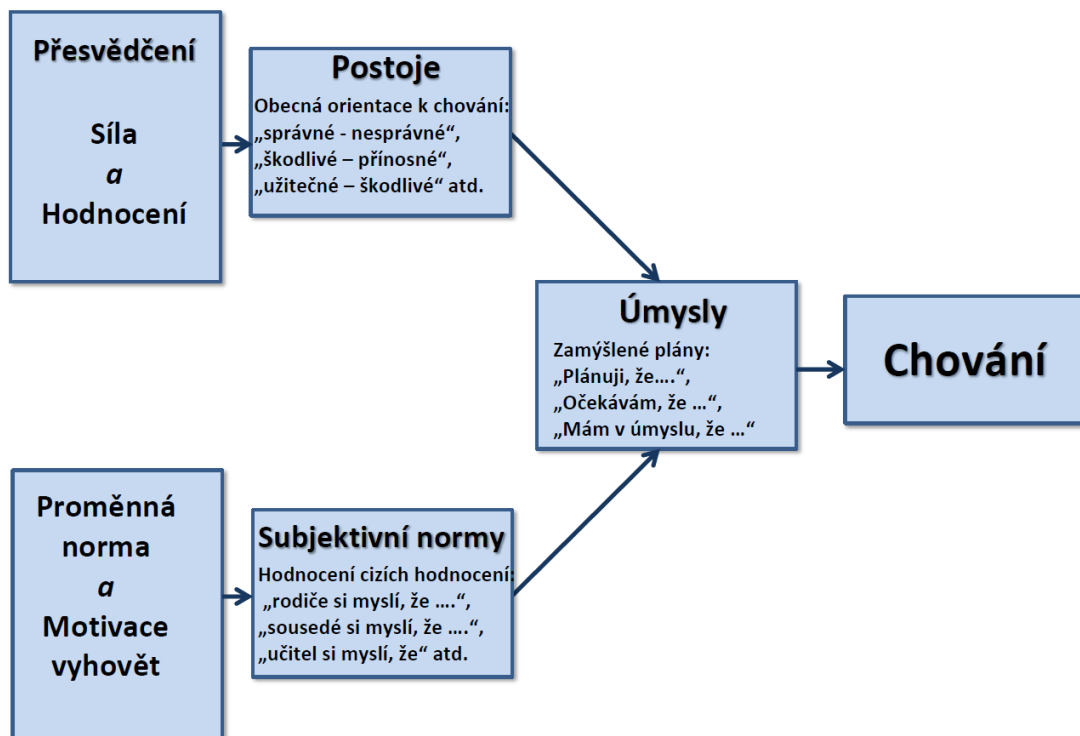 Přesvědčení
Síla
a
Hodnocení
Postoje
Obecná orientace k chování:
„správné - nesprávné“,
„škodlivé – přínosné“,
„užitečné – škodlivé“ atd.
Úmysly
Zamýšlené plány:
„Plánuji, že….“,
„Očekávám, že …“,
„Mám v úmyslu, že …“
Chování
Proměnná
norma
a
Motivace
vyhovět
Subjektivní normy
Hodnocení cizích hodnocení:
„rodiče si myslí, že ….“,
„sousedé si myslí, že ….“,
„učitel si myslí, že“ atd.